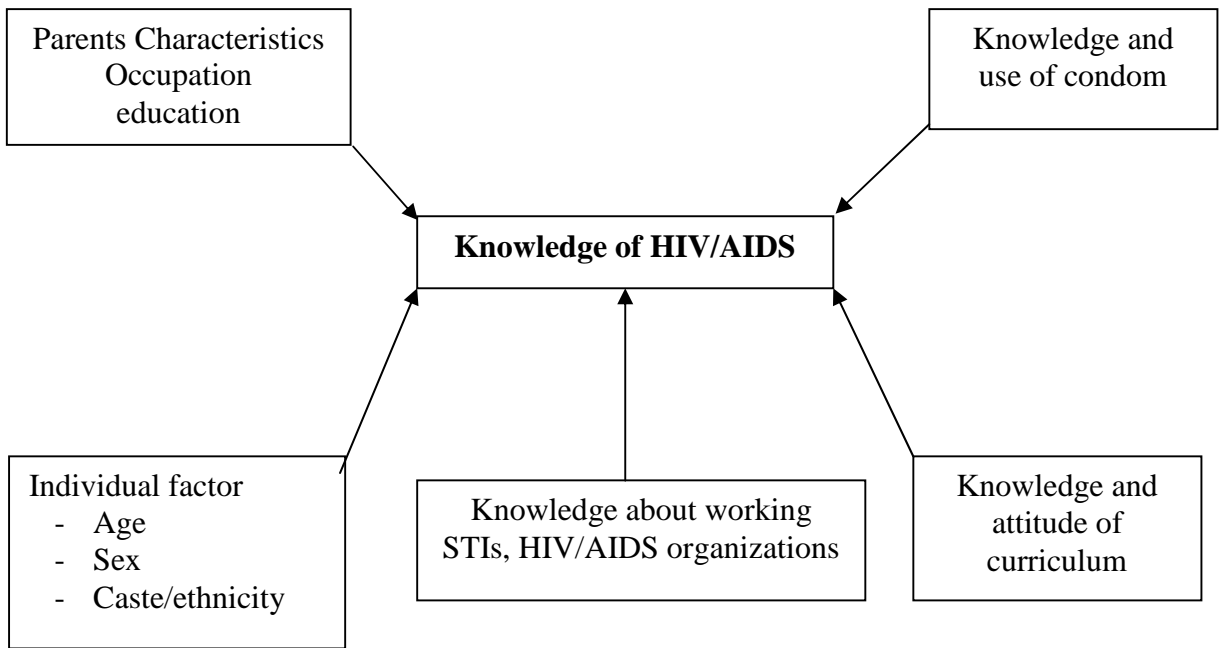 Parents Characteristics
Occupation
education
Knowledge and
use of condom
Knowledge of HIV/AIDS
Individual factor
- Age
- Sex
- Caste/ethnicity
Knowledge about working
STIs, HIV/AIDS organizations
Knowledge and
attitude of
curriculum